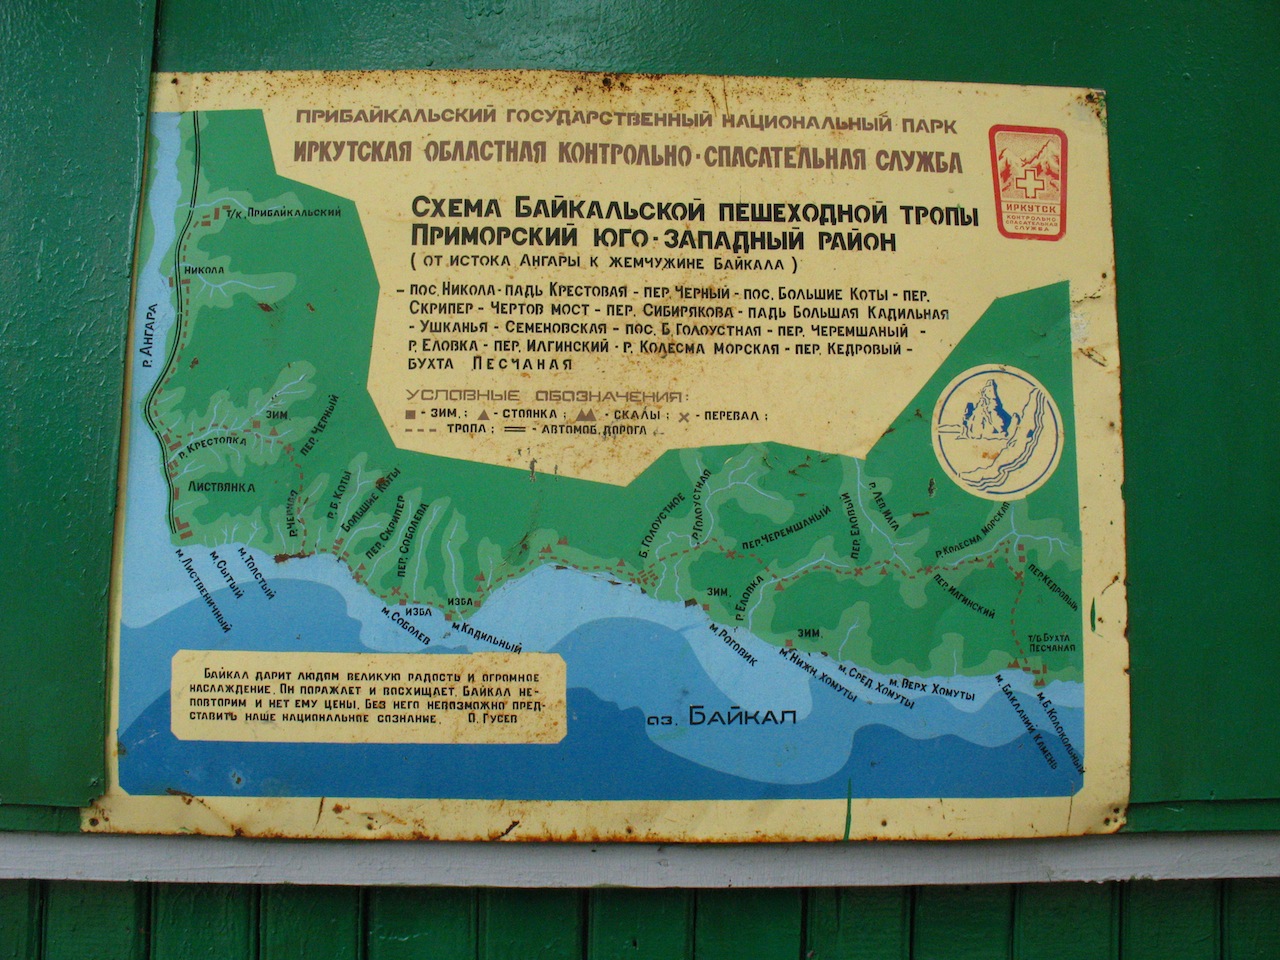 ПРИБАЙКАЛЬСКИЙ ГОСУДАРСТВЕННЫЙ НАЦИОНАЛЬНЫЙ ПАРК
ИРКУТСКАЯ ОБЛАСТНАЯ КОНТРОЛЬНО-СПАСАТЕЛЬНАЯ СЛУЖБА
ИРКУТСК
КОНТРОЛЬНО
СПАСАТЕЛЬНАЯ
СЛУЖБА
СХЕМА БАЙКАЛЬСКОЙ ПЕШЕХОДНОЙ ТРОПЫ
ПРИМОРСКИЙ ЮГО-ЗАПАДНЫЙ РАЙОН
( ОТ ИСТОКА АНГАРЫ К ЖЕМЧУЖИНЕ БАЙКАЛА )
- ПОС. НИКОЛА - ПАДЬ КРЕСТОВАЯ - ПЕР. ЧЕРНЫЙ - ПОС. БОЛЬШИЕ КОТЫ - ПЕР.
СКРИПЕР - ЧЕРТОВ МОСТ - ПЕР. СИБИРЯКОВА - ПАДЬ БОЛЬШАЯ КАДИЛЬНАЯ
- УШКАНЬЯ - СЕМЕНОВСКАЯ - ПОС. Б. ГОЛОУСТНАЯ - ПЕР. ЧЕРЕМШАНЫЙ -
Р. ЕЛОВКА - ПЕР. ИЛГИНСКИЙ - Р. КОЛЕСМА МОРСКАЯ - ПЕР. КЕДРОВЫЙ -
БУХТА ПЕСЧАНАЯ
УСЛОВНЫЕ ОБОЗНАЧЕНИЯ:
- ЗИМ.; - СТОЯНКА; - СКАЛЫ; - ПЕРЕВАЛ;
ТРОПА; - АВТОМОБ. ДОРОГА
Т/К. ПРИБАЙКАЛЬСКИЙ
НИКОЛА
Р. АНГАРА
ЗИМ.
ПЕР. ЧЕРНЫЙ
Р. КРЕСТОВКА
ЛИСТВЯНКА
Р. ЧЕРНАЯ
Р. Б. КОТЫ
БОЛЬШИЕ КОТЫ
ПЕР. СКРИПЕР
ПЕР. СОБОЛЕВА
ИЗБА
ИЗБА
Б. ГОЛОУСТНОЕ
Р. ГОЛОУСТНАЯ
ПЕР. ЧЕРЕМШАНЫЙ
Р. ЕЛОВКА
ЗИМ.
ЗИМ.
Р. КОЛЕСМА МОРСКАЯ
ПЕР. ИЛГИНСКИЙ
ПЕР. КЕДРОВЫЙ
Т/Б. БУХТА
ПЕСЧАНАЯ
М. ЛИСТВЕНИЧНЫЙ
М. СЫТЫЙ
М. ТОЛСТЫЙ
М. СОБОЛЕВ
М. КАДИЛЬНЫЙ
М. РОГОВИК
М. НИЖН. ХОМУТЫ
М. СРЕД. ХОМУТЫ
М. ВЕРХ ХОМУТЫ
М. БАКЛАНИЙ КАМЕНЬ
М. Б. КОЛОКОЛЬНЫЙ
ОЗ. БАЙКАЛ
БАЙКАЛ ДАРИТ ЛЮДЯМ ВЕЛИКУЮ РАДОСТЬ И ОГРОМНОЕ
НАСЛАЖДЕНИЕ. ОН ПОРАЖАЕТ И ВОСХИЩАЕТ. БАЙКАЛ НЕ-
ПОВТОРИМ И НЕТ ЕМУ ЦЕНЫ. БЕЗ НЕГО НЕВОЗМОЖНО ПРЕД-
СТАВИТЬ НАШЕ НАЦИОНАЛЬНОЕ СОЗНАНИЕ. О. ГУСЕВ